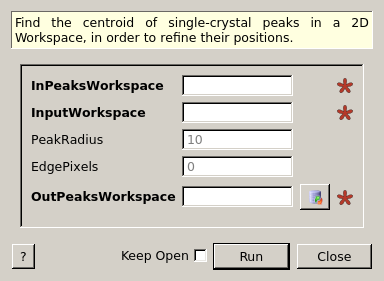 Find the centroid of single-crystal peaks in a 2D
Workspace, in order to refine their positions.
InPeaksWorkspace
InputWorkspace
PeakRadius 10
EdgePixels 0
OutPeaksWorkspace
? Keep Open Run Close